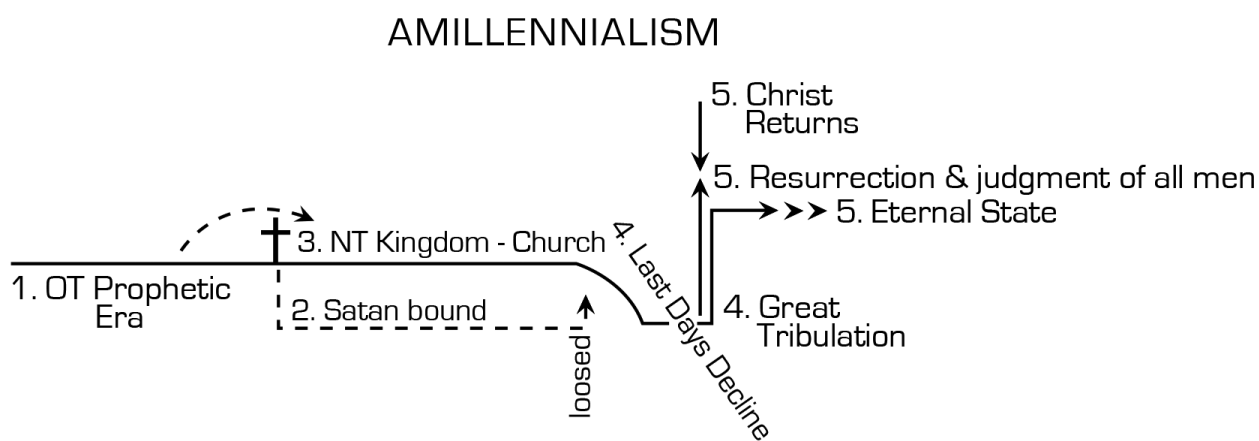 AMILLENNIALISM
5. Christ
Returns
5. Resurrection & judgment of all men
5. Eternal State
3. NT Kingdom - Church
4. Last Days Decline
1. OT Prophetic
Era
2. Satan bound
loosed
4. Great
Tribulation